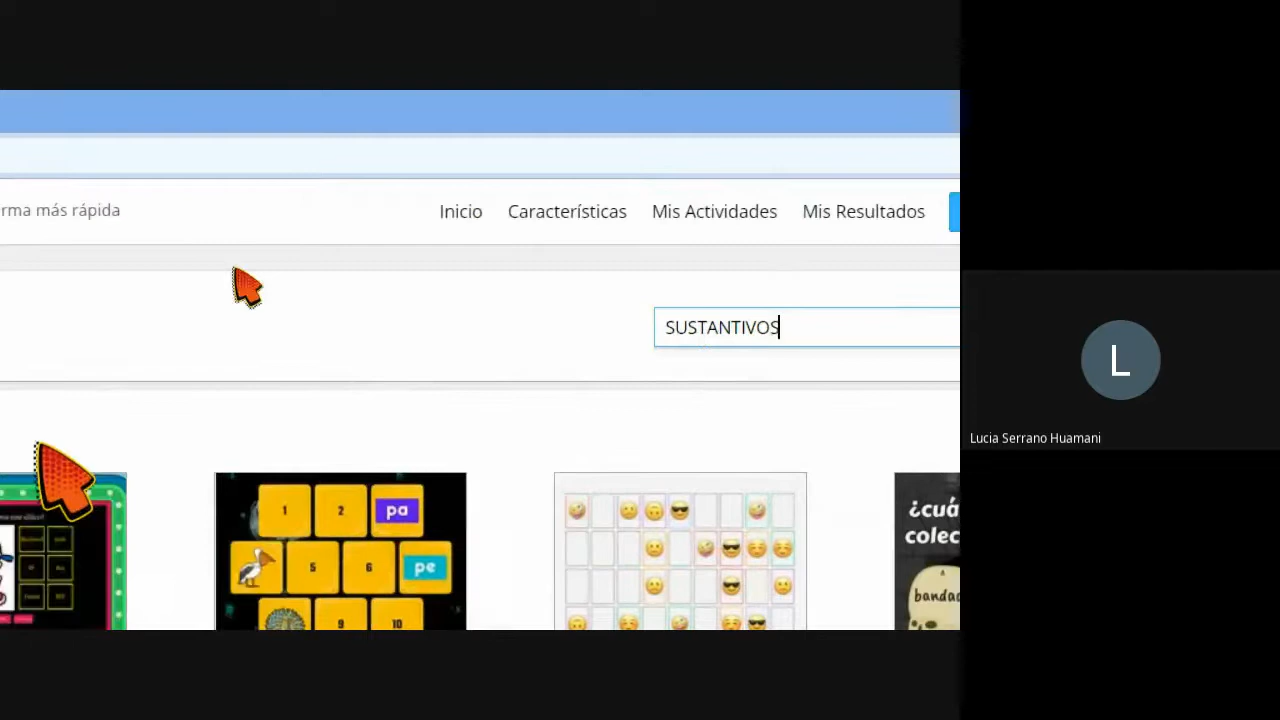 rma más rápida
Inicio Características Mis Actividades Mis Resultados
SUSTANTIVOS
1 2 pa
5 6 pe
9 10
¿cuá
colec
A
banda
L
Lucia Serrano Huamani